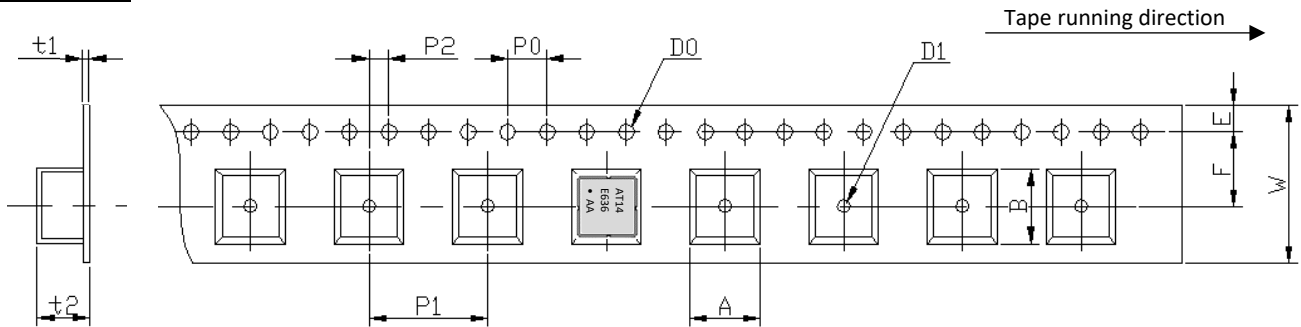 Tape running direction
t1
P2
P0
D0
D1
E
F
W
B
AT14
E636
• AA
t2
P1
A